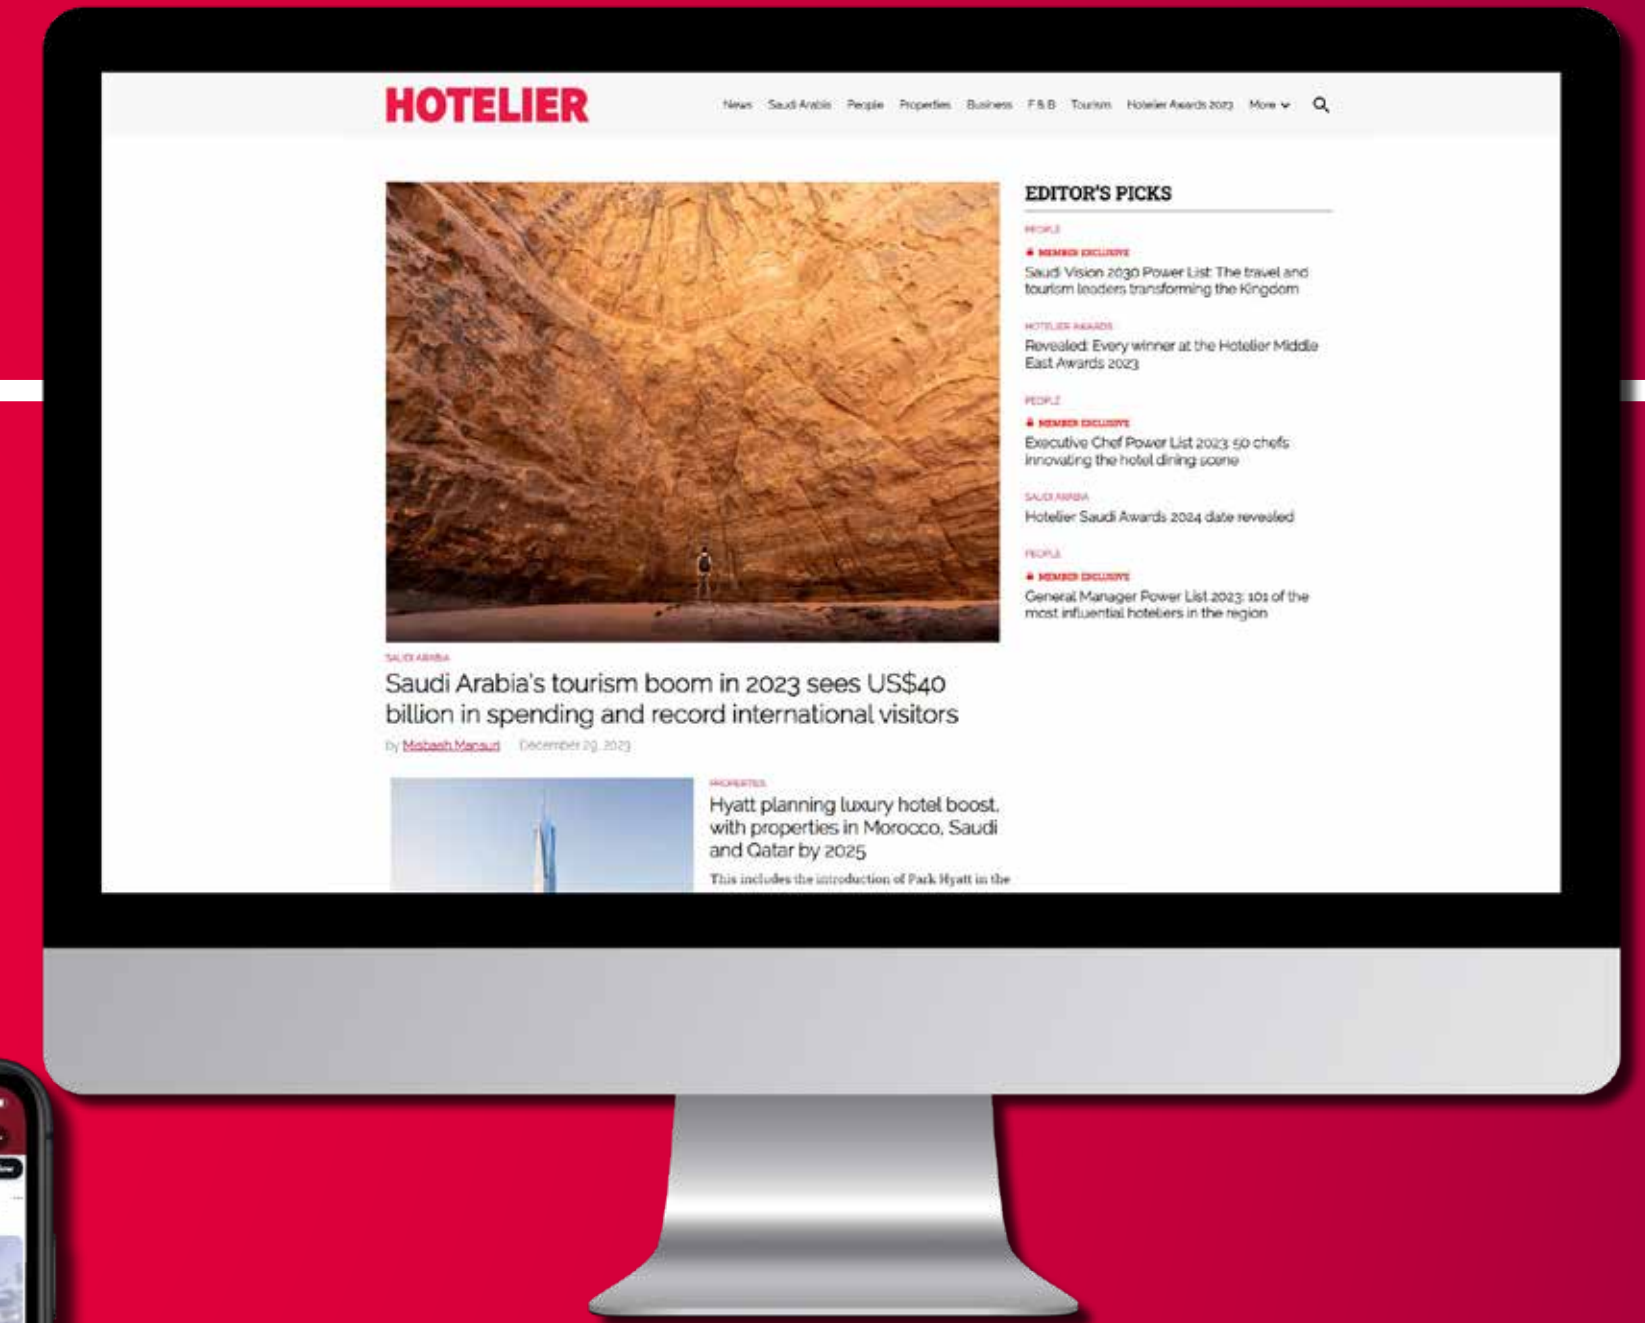 HOTELIER
News Saudi Arabia People Properties Business F & B Tourism Hotelier Awards 2023 More
EDITOR'S PICKS
PEOPLE
MEMBER EXCLUSIVE
Saudi Vision 2030 Power List: The travel and
tourism leaders transforming the Kingdom
HOTELIER AWARDS
Revealed: Every winner at the Hotelier Middle
East Awards 2023
PEOPLE
MEMBER EXCLUSIVE
Executive Chef Power List 2023: 50 chefs
innovating the hotel dining scene
SAUDI ARABIA
Hotelier Saudi Awards 2024 date revealed
PEOPLE
MEMBER EXCLUSIVE
General Manager Power List 2023: 101 of the
most influential hoteliers in the region
SAUDI ARABIA
Saudi Arabia's tourism boom in 2023 sees US$40
billion in spending and record international visitors
by Misbaah Mansuri December 29, 2023
PROPERTIES
Hyatt planning luxury hotel boost,
with properties in Morocco, Saudi
and Qatar by 2025
This includes the introduction of Park Hyatt in the